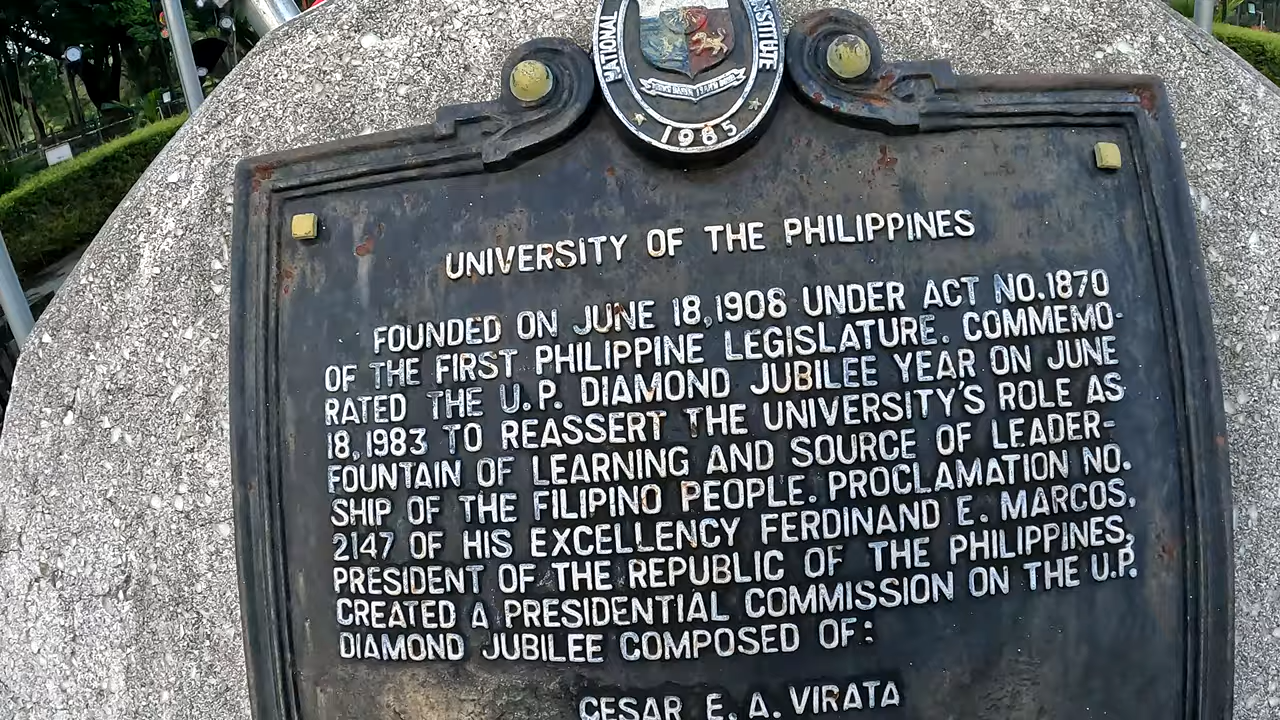 NATIONAL
INSTITUTE
1985
UNIVERSITY OF THE PHILIPPINES
FOUNDED ON JUNE 18,1908 UNDER ACT NO.1870
OF THE FIRST PHILIPPINE LEGISLATURE. COMMEMO-
RATED THE U.P. DIAMOND JUBILEE YEAR ON JUNE
18,1983 TO REASSERT THE UNIVERSITY'S ROLE AS
FOUNTAIN OF LEARNING AND SOURCE OF LEADER-
SHIP OF THE FILIPINO PEOPLE. PROCLAMATION NO.
2147 OF HIS EXCELLENCY FERDINAND E. MARCOS,
PRESIDENT OF THE REPUBLIC OF THE PHILIPPINES,
CREATED A PRESIDENTIAL COMMISSION ON THE U.P.
DIAMOND JUBILEE COMPOSED OF:
CESAR E. A. VIRATA